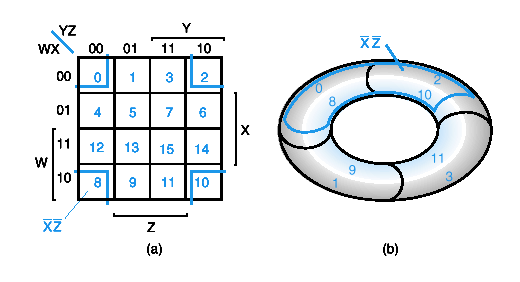 YZ
Y
WX 00 01 11 10
00 0 1 3 2
01 4 5 7 6
X
11 12 13 15 14
W
10 8 9 11 10
X̅Z̅
Z
(a)
X̅Z̅
0 2
8 10
9 11
1 3
(b)